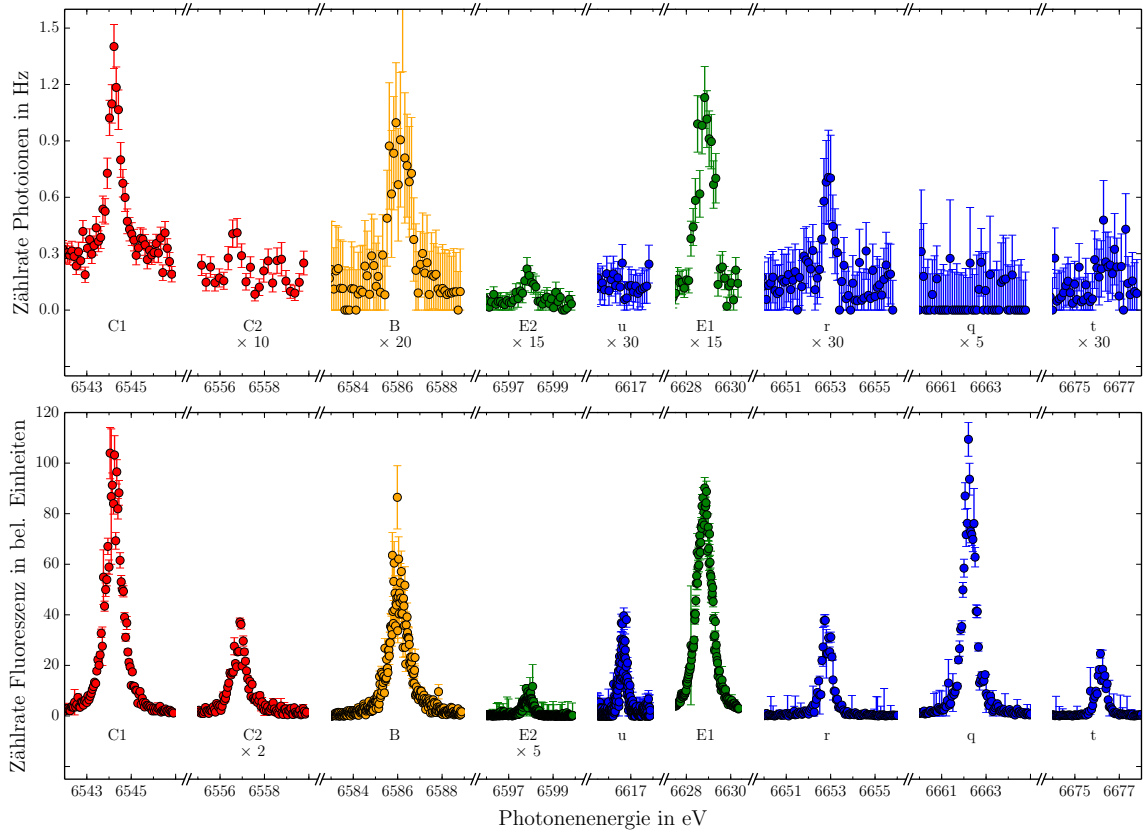 Zählrate Photoionen in Hz
1.5
1.2
0.9
0.6
0.3
0.0
C1 C2 B E2 u E1 r q t
× 10 × 20 × 15 × 30 × 15 × 30 × 5 × 30
6543 6545 6556 6558 6584 6586 6588 6597 6599 6617 6628 6630 6651 6653 6655 6661 6663 6675 6677
Zählrate Fluoreszenz in bel. Einheiten
120
100
80
60
40
20
0
C1 C2 B E2 u E1 r q t
× 2 × 5
6543 6545 6556 6558 6584 6586 6588 6597 6599 6617 6628 6630 6651 6653 6655 6661 6663 6675 6677
Photonenenergie in eV